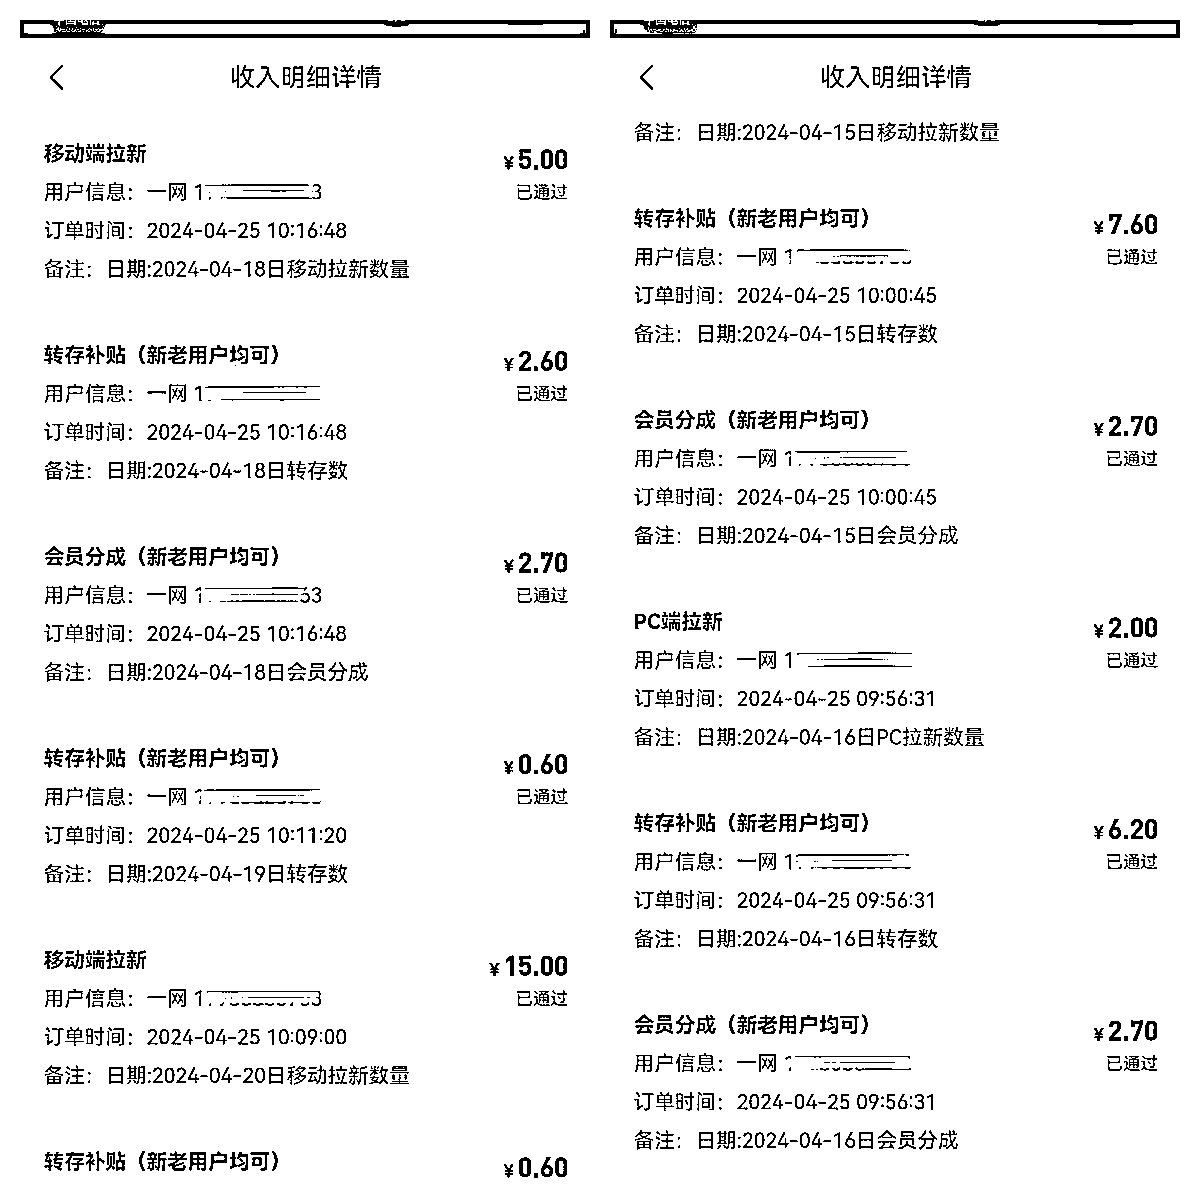 收入明细详情
移动端拉新
¥5.00
用户信息：一网 1 3
已通过
订单时间：2024-04-25 10:16:48
备注：日期:2024-04-18日移动拉新数量
转存补贴（新老用户均可）
¥2.60
用户信息：一网 1
已通过
订单时间：2024-04-25 10:16:48
备注：日期:2024-04-18日转存数
会员分成（新老用户均可）
¥2.70
用户信息：一网 1 3
已通过
订单时间：2024-04-25 10:16:48
备注：日期:2024-04-18日会员分成
转存补贴（新老用户均可）
¥0.60
用户信息：一网
已通过
订单时间：2024-04-25 10:11:20
备注：日期:2024-04-19日转存数
移动端拉新
¥15.00
用户信息：一网 1 3
已通过
订单时间：2024-04-25 10:09:00
备注：日期:2024-04-20日移动拉新数量
转存补贴（新老用户均可）
¥0.60
收入明细详情
备注：日期:2024-04-15日移动拉新数量
转存补贴（新老用户均可）
¥7.60
用户信息：一网 1
已通过
订单时间：2024-04-25 10:00:45
备注：日期:2024-04-15日转存数
会员分成（新老用户均可）
¥2.70
用户信息：一网 1
已通过
订单时间：2024-04-25 10:00:45
备注：日期:2024-04-15日会员分成
PC端拉新
¥2.00
用户信息：一网 1
已通过
订单时间：2024-04-25 09:56:31
备注：日期:2024-04-16日PC拉新数量
转存补贴（新老用户均可）
¥6.20
用户信息：一网 1
已通过
订单时间：2024-04-25 09:56:31
备注：日期:2024-04-16日转存数
会员分成（新老用户均可）
¥2.70
用户信息：一网
已通过
订单时间：2024-04-25 09:56:31
备注：日期:2024-04-16日会员分成